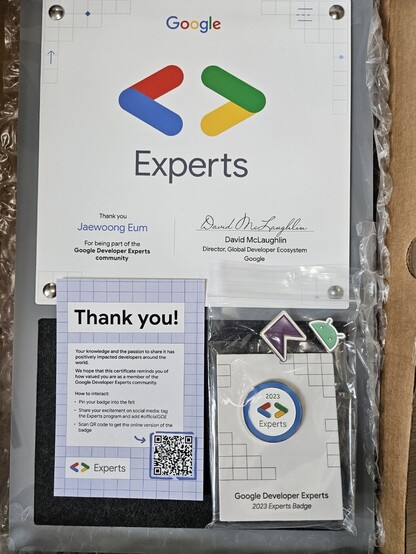 Google
Experts
Thank you
Jaewoong Eum
For being part of the
Google Developer Experts
community
David McLaughlin
David McLaughlin
Director, Global Developer Ecosystem
Google
Thank you!
Your knowledge and the passion to share it has
positively impacted developers around the
world.
We hope that this certificate reminds you of
how valued you are as a member of the
Google Developer Experts community.
How to interact:
• Pin your badge into the felt
• Share your excitement on social media: tag
the Experts program and add #officialGDE
• Scan QR code to get the online version of the
badge
Experts
2023
Experts
Google Developer Experts
2023 Experts Badge